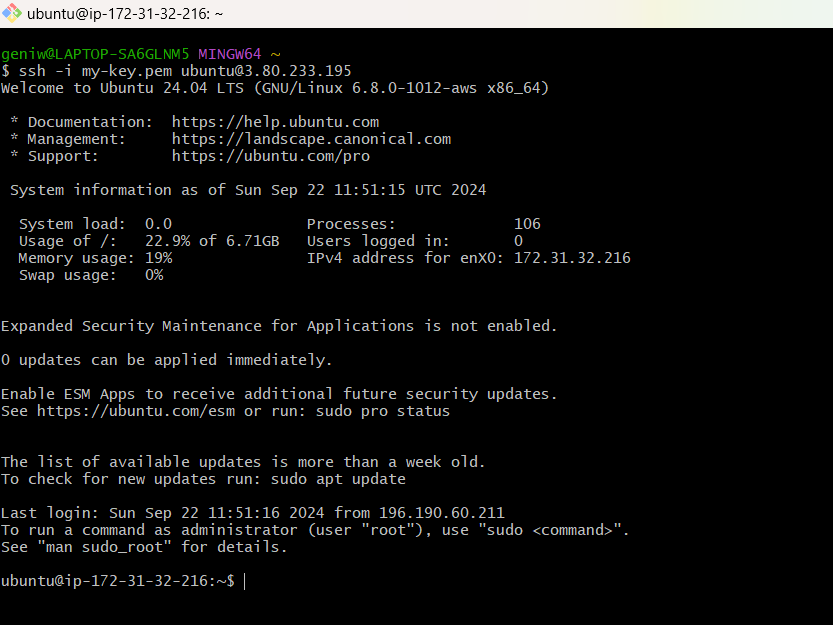 ubuntu@ip-172-31-32-216: ~
geniw@LAPTOP-SA6GLNM5 MINGW64 ~
$ ssh -i my-key.pem ubuntu@3.80.233.195
Welcome to Ubuntu 24.04 LTS (GNU/Linux 6.8.0-1012-aws x86_64)
* Documentation:  https://help.ubuntu.com
* Management:     https://landscape.canonical.com
* Support:        https://ubuntu.com/pro
System information as of Sun Sep 22 11:51:15 UTC 2024
System load:  0.0               Processes:             106
Usage of /:   22.9% of 6.71GB   Users logged in:       0
Memory usage: 19%               IPv4 address for enX0: 172.31.32.216
Swap usage:   0%
Expanded Security Maintenance for Applications is not enabled.
0 updates can be applied immediately.
Enable ESM Apps to receive additional future security updates.
See https://ubuntu.com/esm or run: sudo pro status
The list of available updates is more than a week old.
To check for new updates run: sudo apt update
Last login: Sun Sep 22 11:51:16 2024 from 196.190.60.211
To run a command as administrator (user "root"), use "sudo <command>".
See "man sudo_root" for details.
ubuntu@ip-172-31-32-216:~$